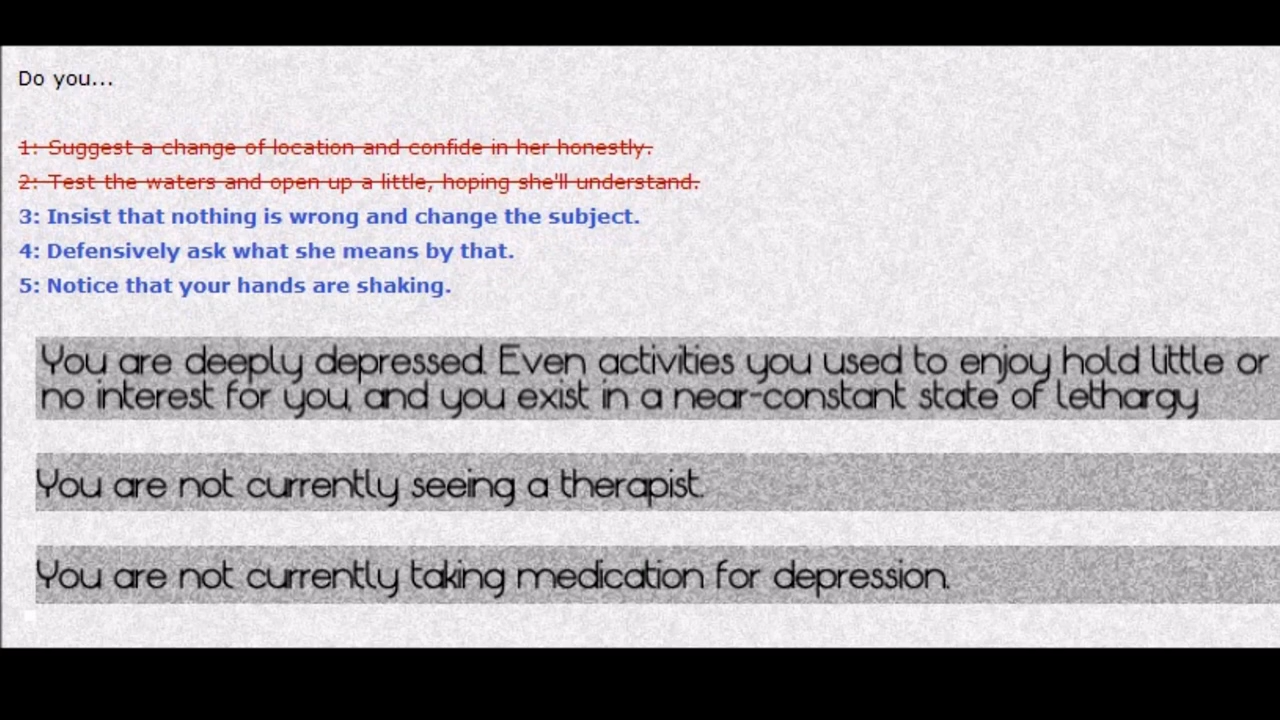 Do you...
1: Suggest a change of location and confide in her honestly.
2: Test the waters and open up a little, hoping she'll understand.
3: Insist that nothing is wrong and change the subject.
4: Defensively ask what she means by that.
5: Notice that your hands are shaking.
You are deeply depressed. Even activities you used to enjoy hold little or
no interest for you, and you exist in a near-constant state of lethargy
You are not currently seeing a therapist.
You are not currently taking medication for depression.